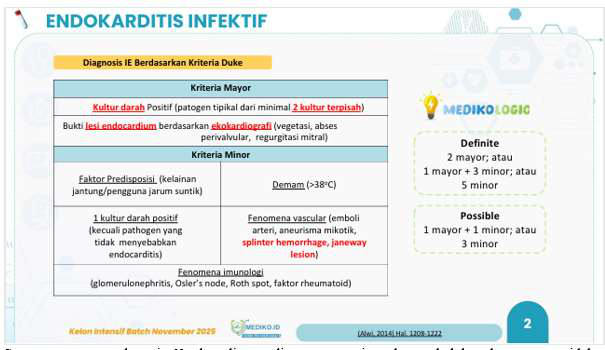 ENDOKARDITIS INFEKTIF
Diagnosis IE Berdasarkan Kriteria Duke
Kriteria Mayor
Kultur darah Positif (patogen tipikal dari minimal 2 kultur terpisah)
Bukti lesi endocardium berdasarkan ekokardiografi (vegetasi, abses
perivalvular, regurgitasi mitral)
Kriteria Minor
Faktor Predisposisi (kelainan
jantung/pengguna jarum suntik)
Demam (>38°C)
1 kultur darah positif
(kecuali pathogen yang
tidak menyebabkan
endocarditis)
Fenomena vascular (emboli
arteri, aneurisma mikotik,
splinter hemorrhage, janeway
lesion)
Fenomena imunologi
(glomerulonephritis, Osler's node, Roth spot, faktor rheumatoid)
MEDIKOLOGIC
Definite
2 mayor; atau
1 mayor + 3 minor; atau
5 minor
Possible
1 mayor + 1 minor; atau
3 minor
Kelon Intensif Batch November 2025
MEDIKO.ID
(Alwi, 2014) Hal. 1208-1222
2